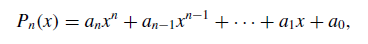 Pₙ(x) = aₙxⁿ + aₙ₋₁xⁿ⁻¹ + · · · + a₁x + a₀,